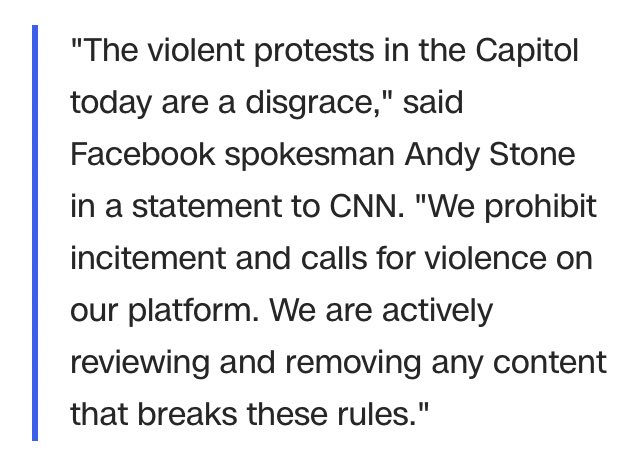 "The violent protests in the Capitol
today are a disgrace," said
Facebook spokesman Andy Stone
in a statement to CNN. "We prohibit
incitement and calls for violence on
our platform. We are actively
reviewing and removing any content
that breaks these rules."